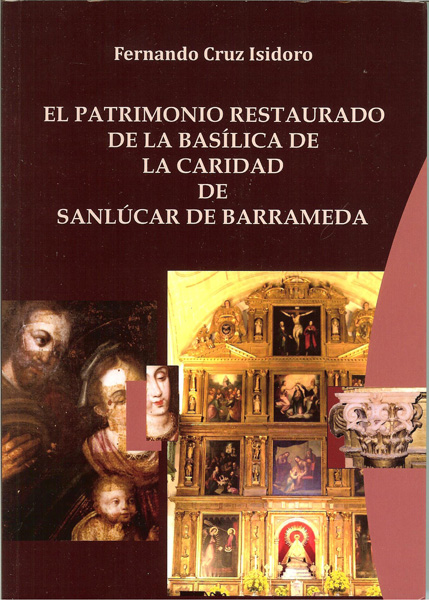 Fernando Cruz Isidoro
EL PATRIMONIO RESTAURADO
DE LA BASÍLICA DE
LA CARIDAD
DE
SANLÚCAR DE BARRAMEDA